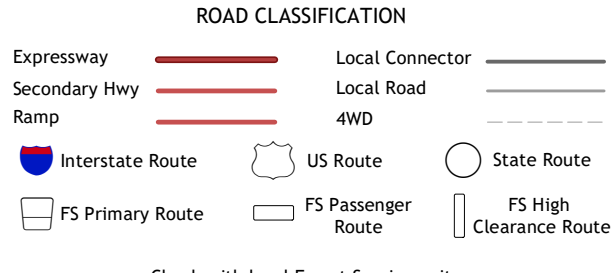 ROAD CLASSIFICATION
Expressway
Local Connector
Secondary Hwy
Local Road
Ramp
4WD
Interstate Route
US Route
State Route
FS Primary Route
FS Passenger
Route
FS High
Clearance Route